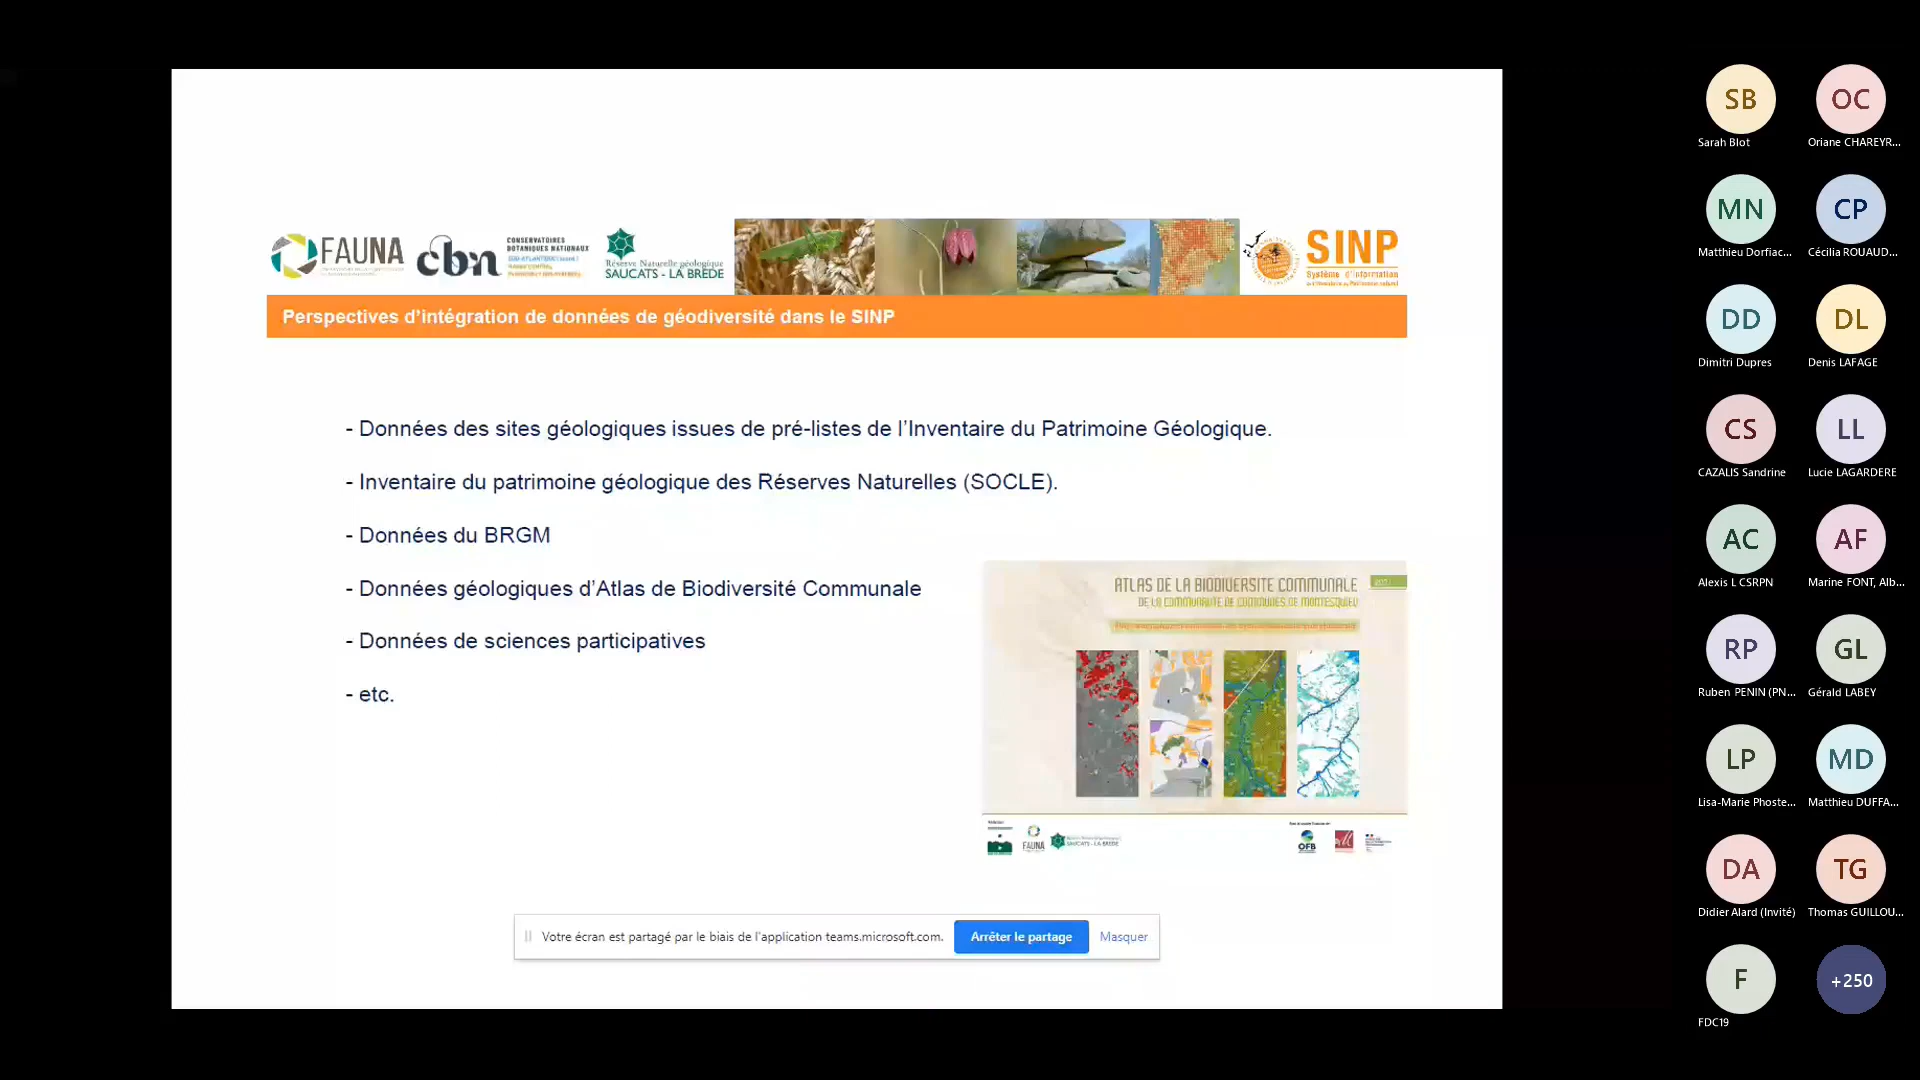 FAUNA
cbn
CONSERVATOIRES
BOTANIQUES NATIONAUX
Réserve Naturelle géologique
SAUCATS - LA BRÈDE
SINP
Système d'information
de l'Inventaire du Patrimoine naturel
Perspectives d'intégration de données de géodiversité dans le SINP
- Données des sites géologiques issues de pré-listes de l'Inventaire du Patrimoine Géologique.
- Inventaire du patrimoine géologique des Réserves Naturelles (SOCLE).
- Données du BRGM
- Données géologiques d'Atlas de Biodiversité Communale
- Données de sciences participatives
- etc.
ATLAS DE LA BIODIVERSITE COMMUNALE
DE LA COMMUNAUTE DE COMMUNES DE MONTESQUIEU
FAUNA
SAUCATS - LA BRÈDE
OFB
Votre écran est partagé par le biais de l'application teams.microsoft.com.
Arrêter le partage
Masquer
SB
OC
Sarah Blot
Oriane CHAREYR...
MN
CP
Matthieu Dorfiac...
Cécilia ROUAUD...
DD
DL
Dimitri Dupres
Denis LAFAGE
CS
LL
CAZALIS Sandrine
Lucie LAGARDERE
AC
AF
Alexis L CSRPN
Marine FONT, Alb...
RP
GL
Ruben PENIN (PN...
Gérald LABEY
LP
MD
Lisa-Marie Phoste...
Matthieu DUFFA...
DA
TG
Didier Alard (Invité)
Thomas GUILLOU...
F
+250
FDC19